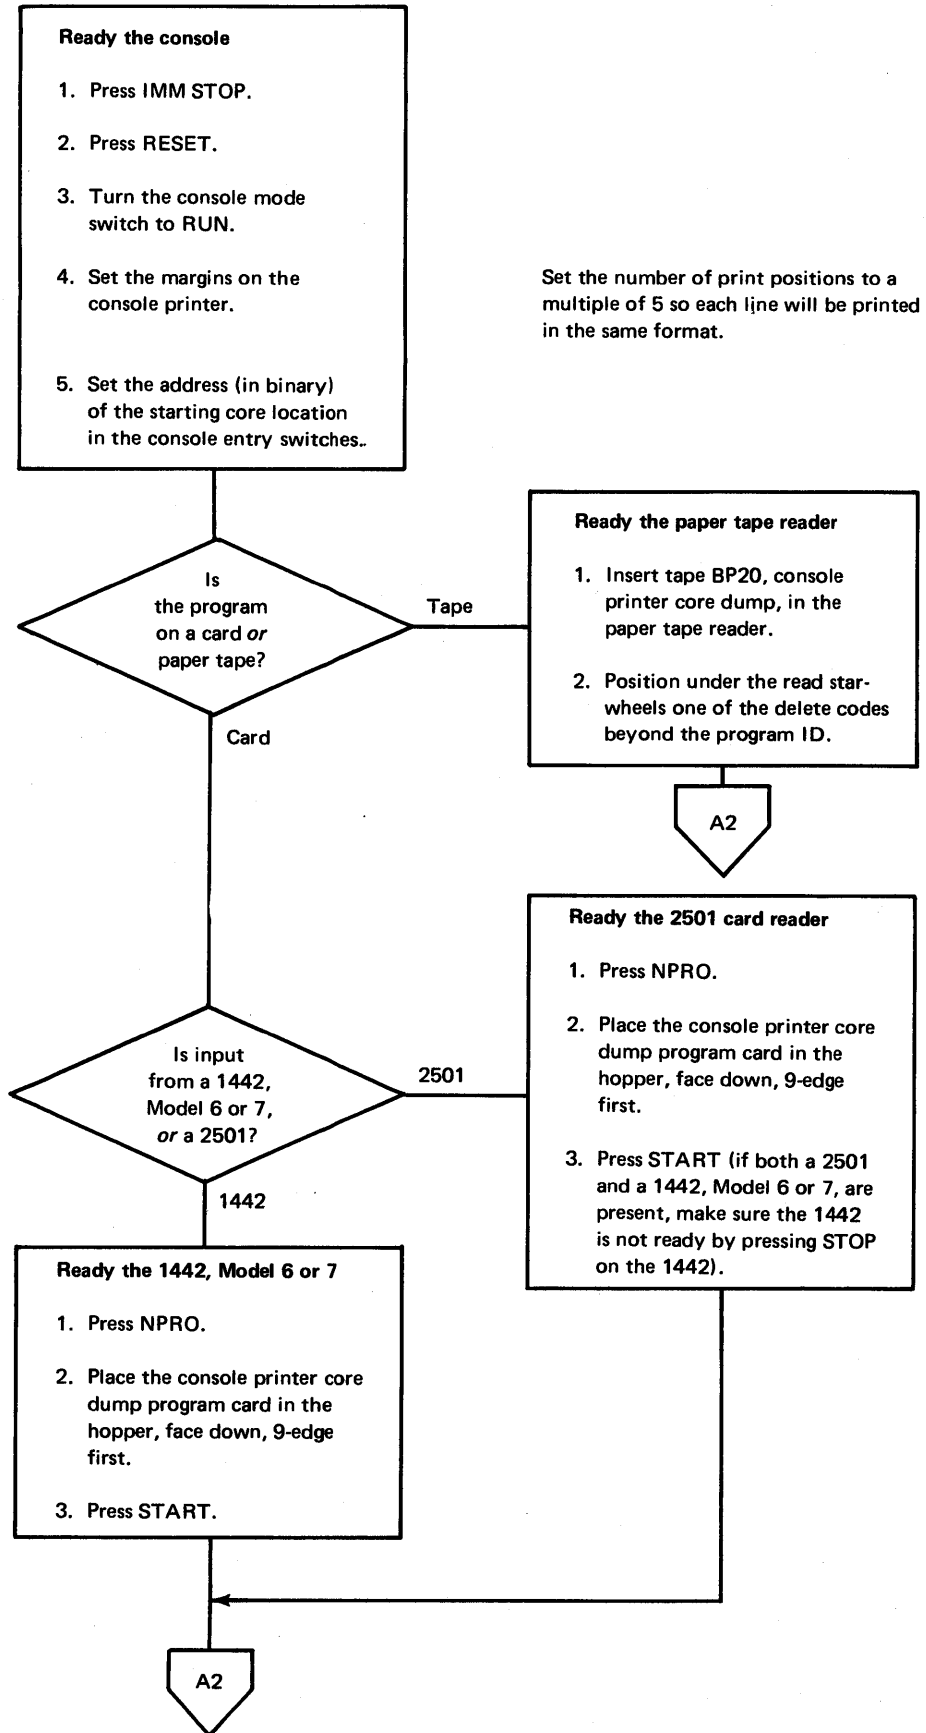 Ready the console
1. Press IMM STOP.
2. Press RESET.
3. Turn the console mode
switch to RUN.
4. Set the margins on the
console printer.
Set the number of print positions to a
multiple of 5 so each line will be printed
in the same format.
5. Set the address (in binary)
of the starting core location
in the console entry switches..
Is
the program
on a card or
paper tape?
Tape
Card
Ready the paper tape reader
1. Insert tape BP20, console
printer core dump, in the
paper tape reader.
2. Position under the read star-
wheels one of the delete codes
beyond the program ID.
A2
Is input
from a 1442,
Model 6 or 7,
or a 2501?
2501
1442
Ready the 2501 card reader
1. Press NPRO.
2. Place the console printer core
dump program card in the
hopper, face down, 9-edge
first.
3. Press START (if both a 2501
and a 1442, Model 6 or 7, are
present, make sure the 1442
is not ready by pressing STOP
on the 1442).
Ready the 1442, Model 6 or 7
1. Press NPRO.
2. Place the console printer core
dump program card in the
hopper, face down, 9-edge
first.
3. Press START.
A2